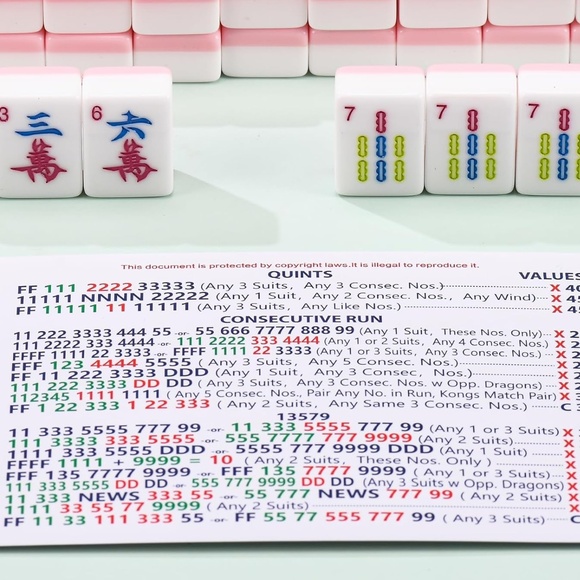 3 三 萬
6 六 萬
7
7
7
This document is protected by copyright laws.It is illegal to reproduce it.
QUINTS VALUES
FF 111 2222 33333 (Any 3 Suits, Any 3 Consec. Nos.) X 40
11111 NNNN 22222 (Any 1 Suit, Any 2 Consec. Nos., Any Wind) X 4
FF 11111 11 11111 (Any 3 Suits, Any Like Nos.) X 45
CONSECUTIVE RUN
11 222 3333 444 55 -or- 55 666 7777 888 99 (Any 1 Suit, These Nos. Only) X 2
111 2222 333 4444 -or- 111 2222 333 4444 (Any 1 or 2 Suits, Any 4 Consec. Nos.) X 2
FFFF 1111 22 3333 -or- FFFF 1111 22 3333 (Any 1 or 3 Suits, Any 3 Consec. Nos.) X 2
FFF 123 4444 5555 (Any 3 Suits, Any 5 Consec. Nos.) X 2
FF 11 222 3333 DDD (Any 1 Suit, Any 3 Consec. Nos.) X 2
111 222 3333 DD DD (Any 3 Suits, Any 3 Consec. Nos. w Opp. Dragons) X
112345 1111 1111 (Any 5 Consec. Nos., Pair Any No. in Run, Kongs Match Pair) X 3
FF 1 22 333 1 22 333 (Any 2 Suits, Any Same 3 Consec. Nos.) C
13579
11 333 5555 777 99 -or- 11 333 5555 777 99 (Any 1 or 3 Suits) X
111 3333 333 5555 -or- 555 7777 777 9999 (Any 2 Suits) X
1111 333 5555 DDD -or- 5555 777 9999 DDD (Any 1 Suit) X
FFFF 1111 + 9999 = 10 (Any 2 Suits, These Nos. Only) X
FFF 135 7777 9999 -or- FFF 135 7777 9999 (Any 1 or 3 Suits) X
111 333 5555 DD DD -or- 555 777 9999 DD DD (Any 3 Suits w Opp. Dragons) X
11 333 NEWS 333 55 -or- 55 777 NEWS 777 99 (Any 2 Suits) X
1111 33 55 77 9999 (Any 2 Suits) X
FF 11 33 111 333 55 -or- FF 55 77 555 777 99 (Any 3 Suits) C